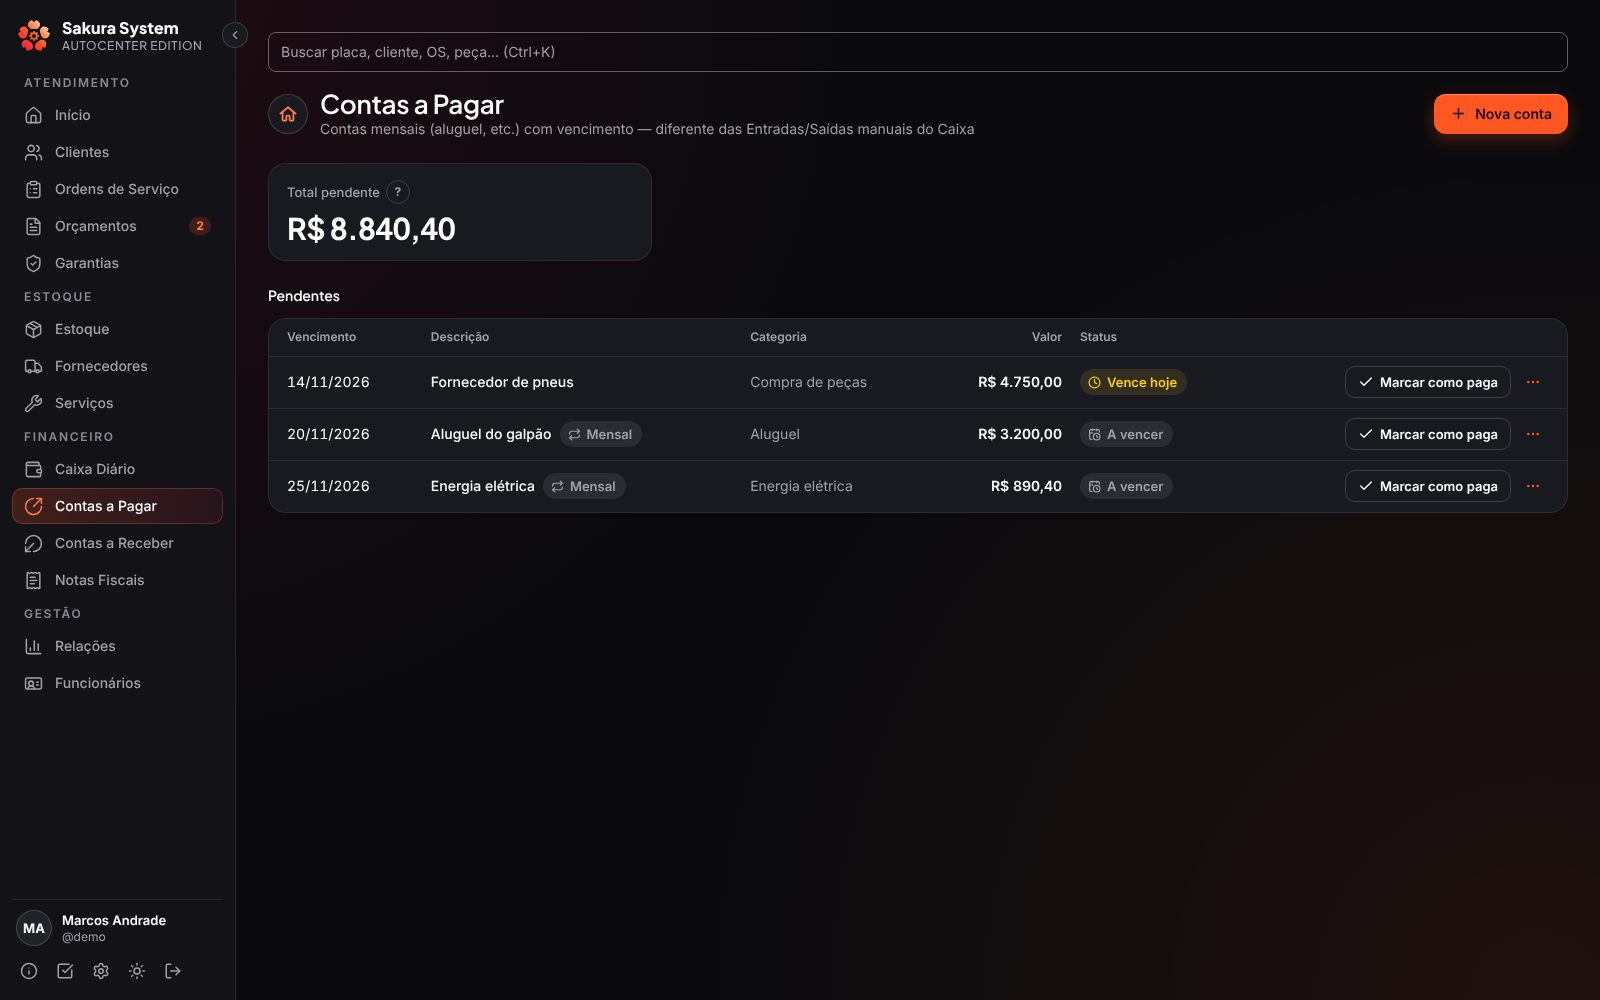 Sakura System
AUTOCENTER EDITION
ATENDIMENTO
Início
Clientes
Ordens de Serviço
Orçamentos 2
Garantias
ESTOQUE
Estoque
Fornecedores
Serviços
FINANCEIRO
Caixa Diário
Contas a Pagar
Contas a Receber
Notas Fiscais
GESTÃO
Relações
Funcionários
MA
Marcos Andrade
@demo
Buscar placa, cliente, OS, peça... (Ctrl+K)
Contas a Pagar
Contas mensais (aluguel, etc.) com vencimento — diferente das Entradas/Saídas manuais do Caixa
Nova conta
Total pendente ?
R$ 8.840,40
Pendentes
Vencimento Descrição Categoria Valor Status
14/11/2026 Fornecedor de pneus Compra de peças R$ 4.750,00 Vence hoje Marcar como paga
20/11/2026 Aluguel do galpão Mensal Aluguel R$ 3.200,00 A vencer Marcar como paga
25/11/2026 Energia elétrica Mensal Energia elétrica R$ 890,40 A vencer Marcar como paga